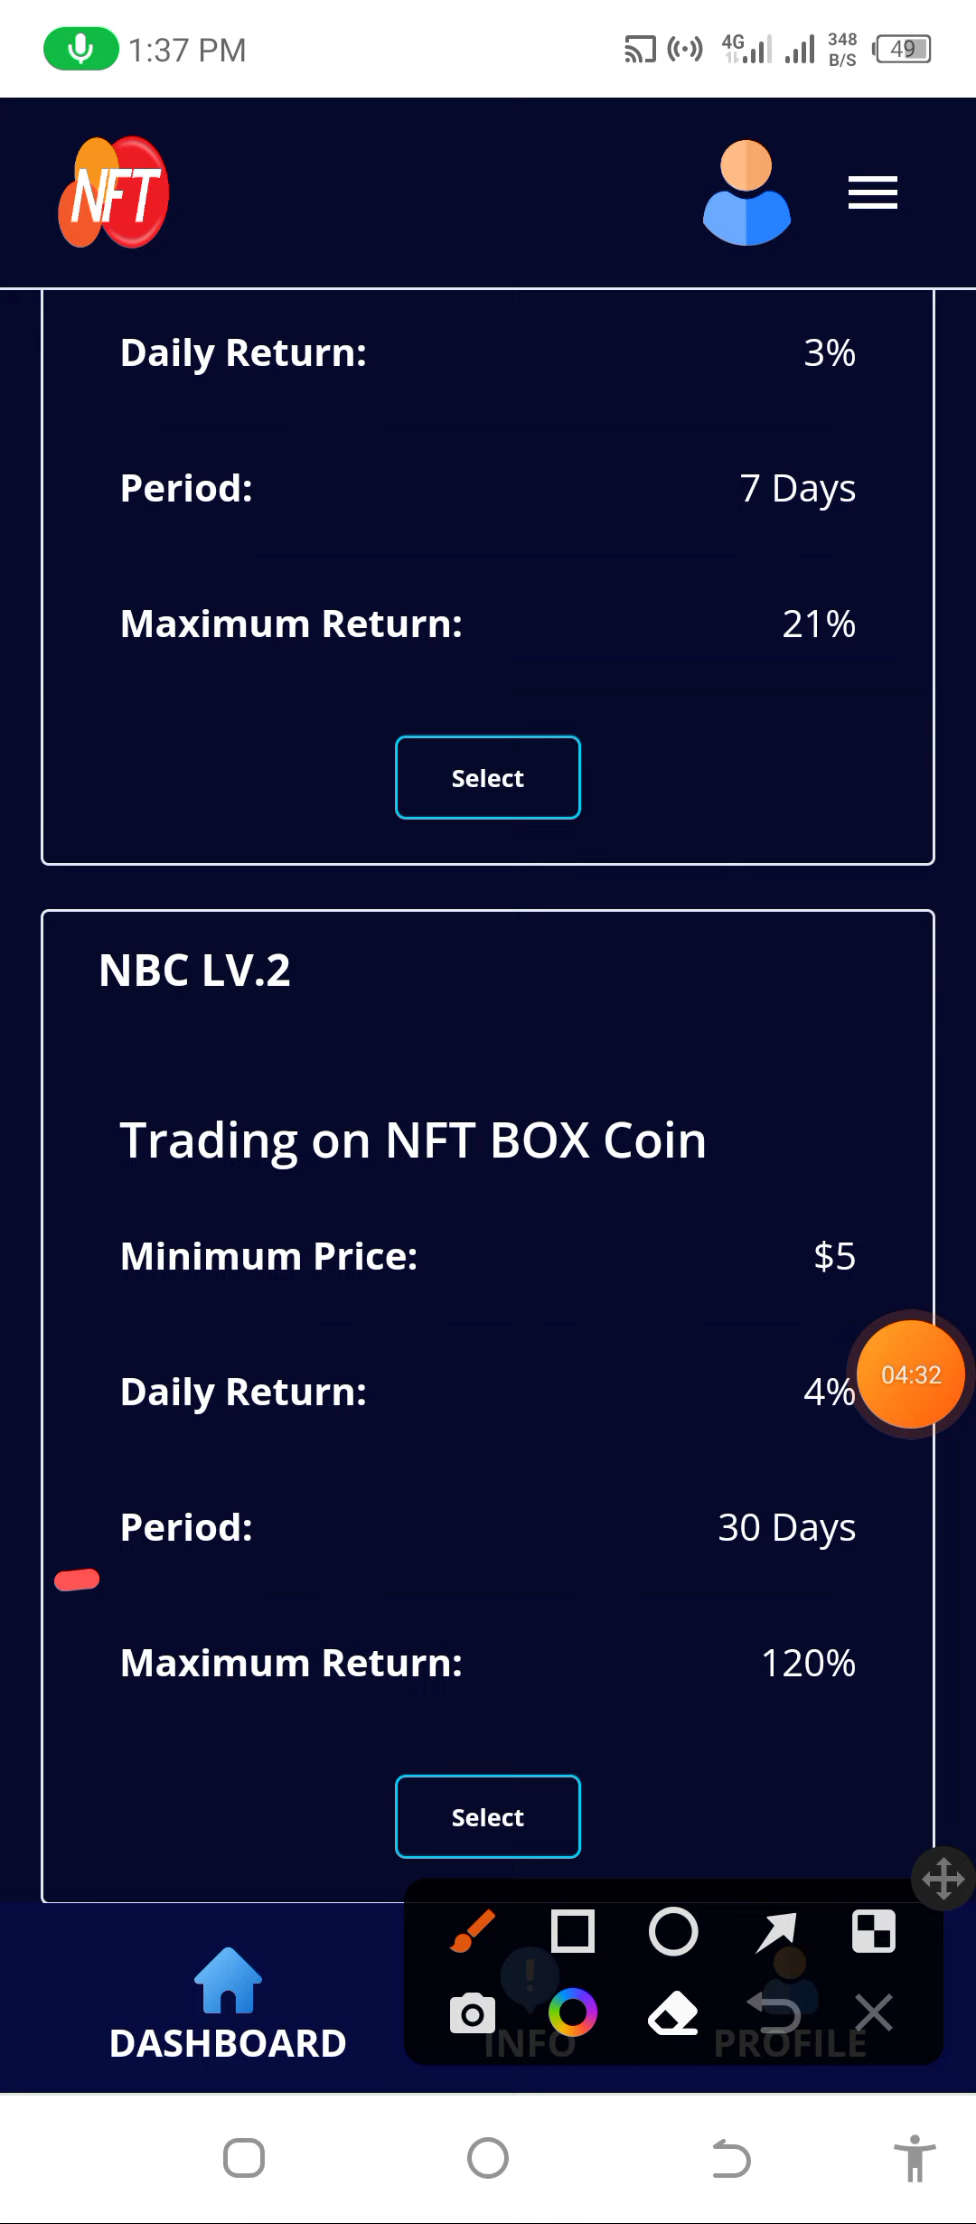 1:37 PM
4G
348
B/S
49
NFT
Daily Return: 3%
Period: 7 Days
Maximum Return: 21%
Select
NBC LV.2
Trading on NFT BOX Coin
Minimum Price: $5
Daily Return: 4%
04:32
Period: 30 Days
Maximum Return: 120%
Select
DASHBOARD
INFO
PROFILE